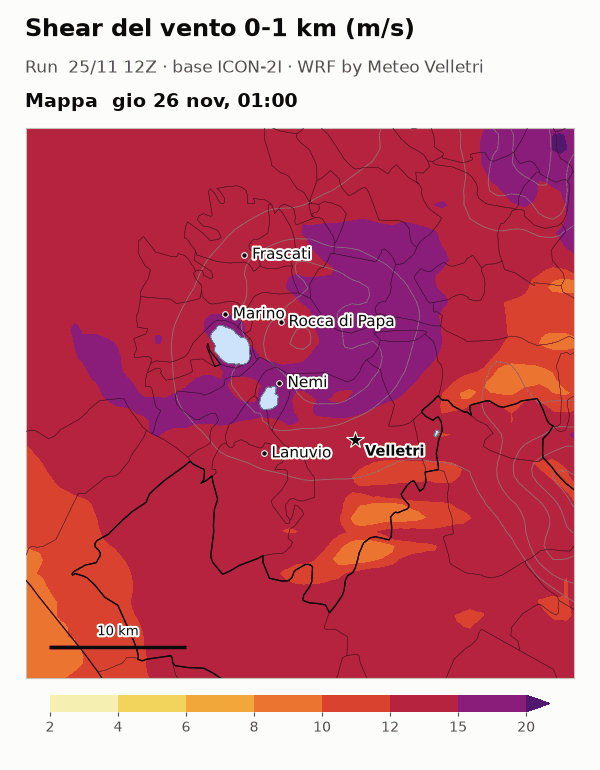 Shear del vento 0-1 km (m/s)
Run  25/11 12Z · base ICON-2I · WRF by Meteo Velletri
Mappa  gio 26 nov, 01:00
Frascati
Marino
Rocca di Papa
Nemi
Velletri
Lanuvio
10 km
2 4 6 8 10 12 15 20